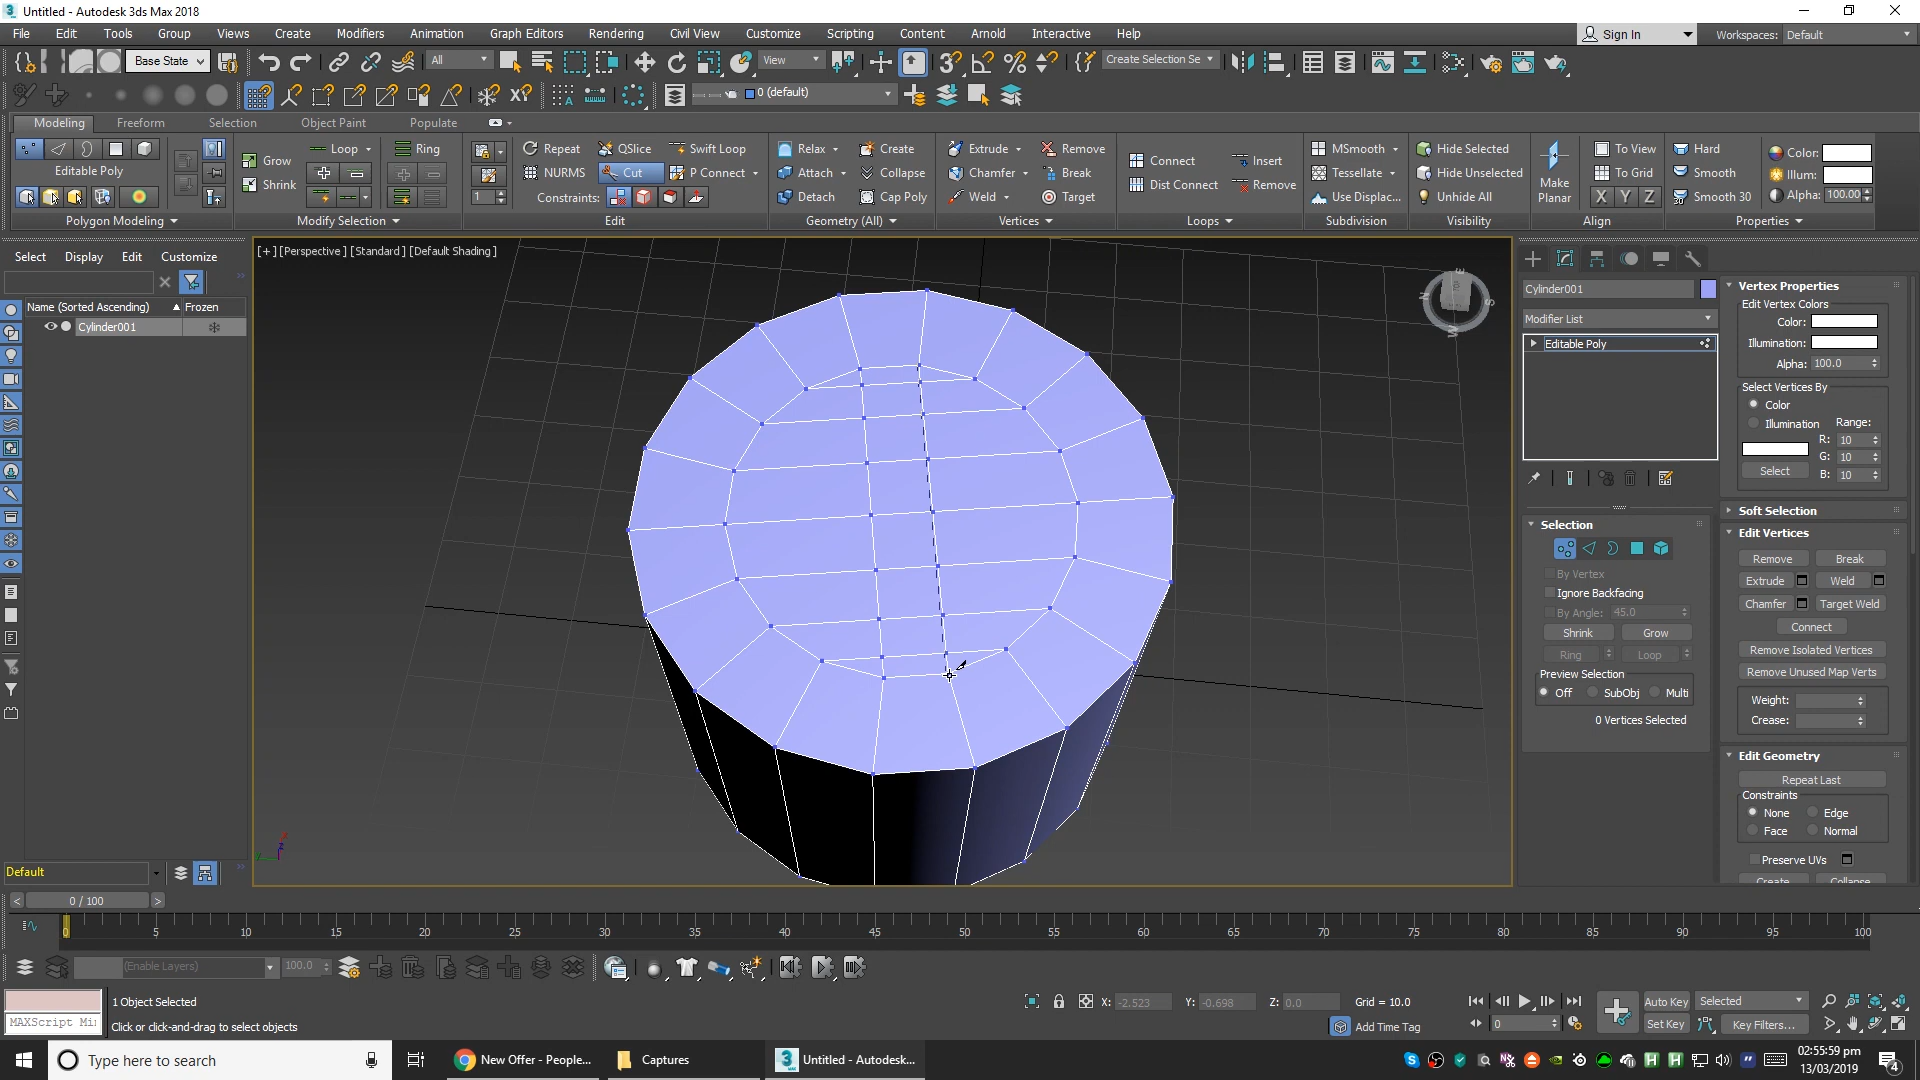 Untitled - Autodesk 3ds Max 2018
File Edit Tools Group Views Create Modifiers Animation Graph Editors Rendering Civil View Customize Scripting Content Arnold Interactive Help
Sign In Workspaces: Default
Base State All View Create Selection Se
0 (default)
Modeling Freeform Selection Object Paint Populate
Loop Ring Repeat QSlice Swift Loop Relax Create Extrude Remove MSmooth Hide Selected To View Hard Color:
Editable Poly Grow NURMS Cut P Connect Attach Collapse Chamfer Break Connect Insert Tessellate Hide Unselected Make Planar To Grid Smooth Illum:
Shrink 1 Constraints: Detach Cap Poly Weld Target Dist Connect Remove Use Displac... Unhide All X Y Z Smooth 30 Alpha: 100.00
Polygon Modeling Modify Selection Edit Geometry (All) Vertices Loops Subdivision Visibility Align Properties
Select Display Edit Customize
Name (Sorted Ascending) Frozen
Cylinder001
Default
[+] [Perspective] [Standard] [Default Shading]
Cylinder001
Modifier List
Editable Poly
Selection
By Vertex
Ignore Backfacing
By Angle: 45.0
Shrink Grow
Ring Loop
Preview Selection
Off SubObj Multi
0 Vertices Selected
Vertex Properties
Edit Vertex Colors
Color:
Illumination:
Alpha: 100.0
Select Vertices By
Color
Illumination Range:
R: 10
G: 10
Select B: 10
Soft Selection
Edit Vertices
Remove Break
Extrude Weld
Chamfer Target Weld
Connect
Remove Isolated Vertices
Remove Unused Map Verts
Weight:
Crease:
Edit Geometry
Repeat Last
Constraints
None Edge
Face Normal
Preserve UVs
Create Collapse
< 0 / 100 >
0 5 10 15 20 25 30 35 40 45 50 55 60 65 70 75 80 85 90 95 100
(Enable Layers) 100.0
1 Object Selected X: -2.523 Y: -0.698 Z: 0.0 Grid = 10.0 Auto Key Selected
MAXScript Mi Click or click-and-drag to select objects Add Time Tag 0 Set Key Key Filters...
Type here to search New Offer - People... Captures Untitled - Autodesk... 02:55:59 pm
13/03/2019 4